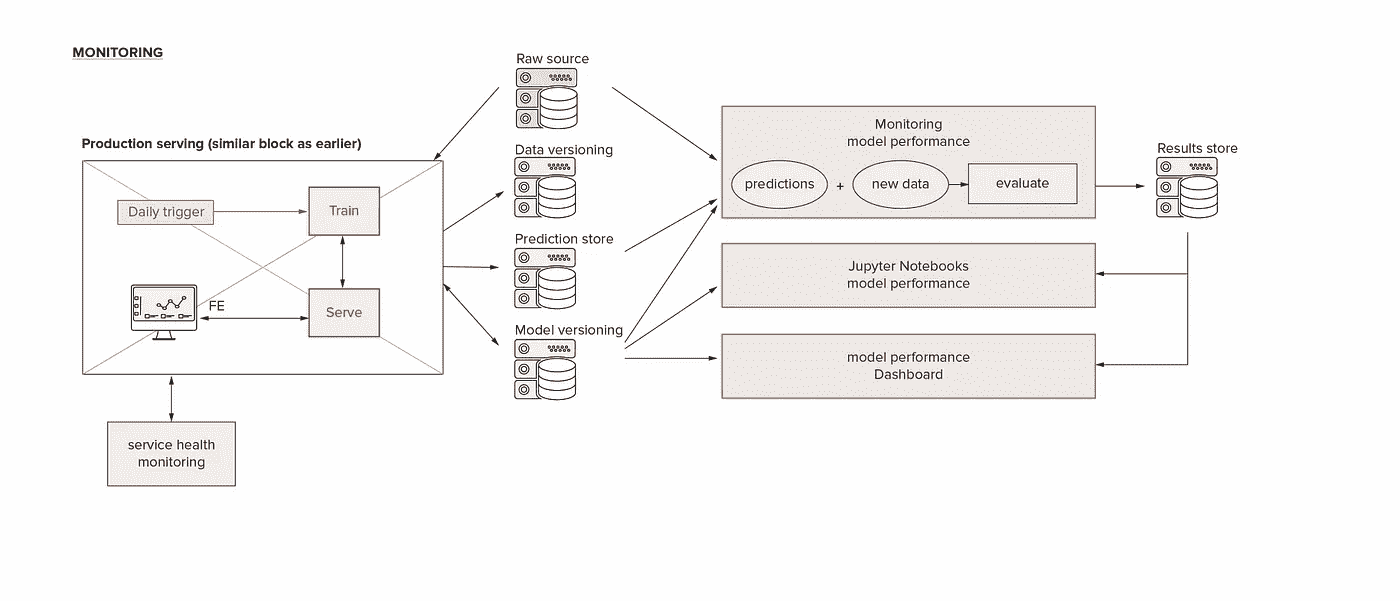 MONITORING
Production serving (similar block as earlier)
Daily trigger
Train
FE
Serve
service health
monitoring
Raw source
Data versioning
Prediction store
Model versioning
Monitoring
model performance
predictions
+
new data
evaluate
Jupyter Notebooks
model performance
model performance
Dashboard
Results store